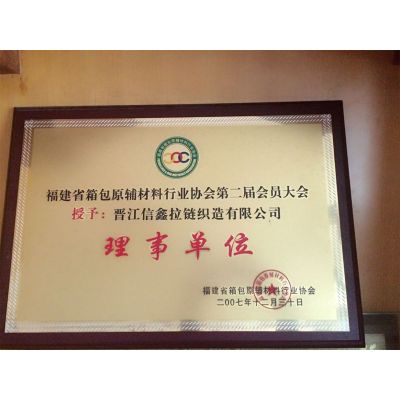 福建省箱包原辅材料行业协会第二届会员大会
授予：晋江信鑫拉链织造有限公司
理事单位
福建省箱包原辅材料行业协会
二00七年十二月三十日